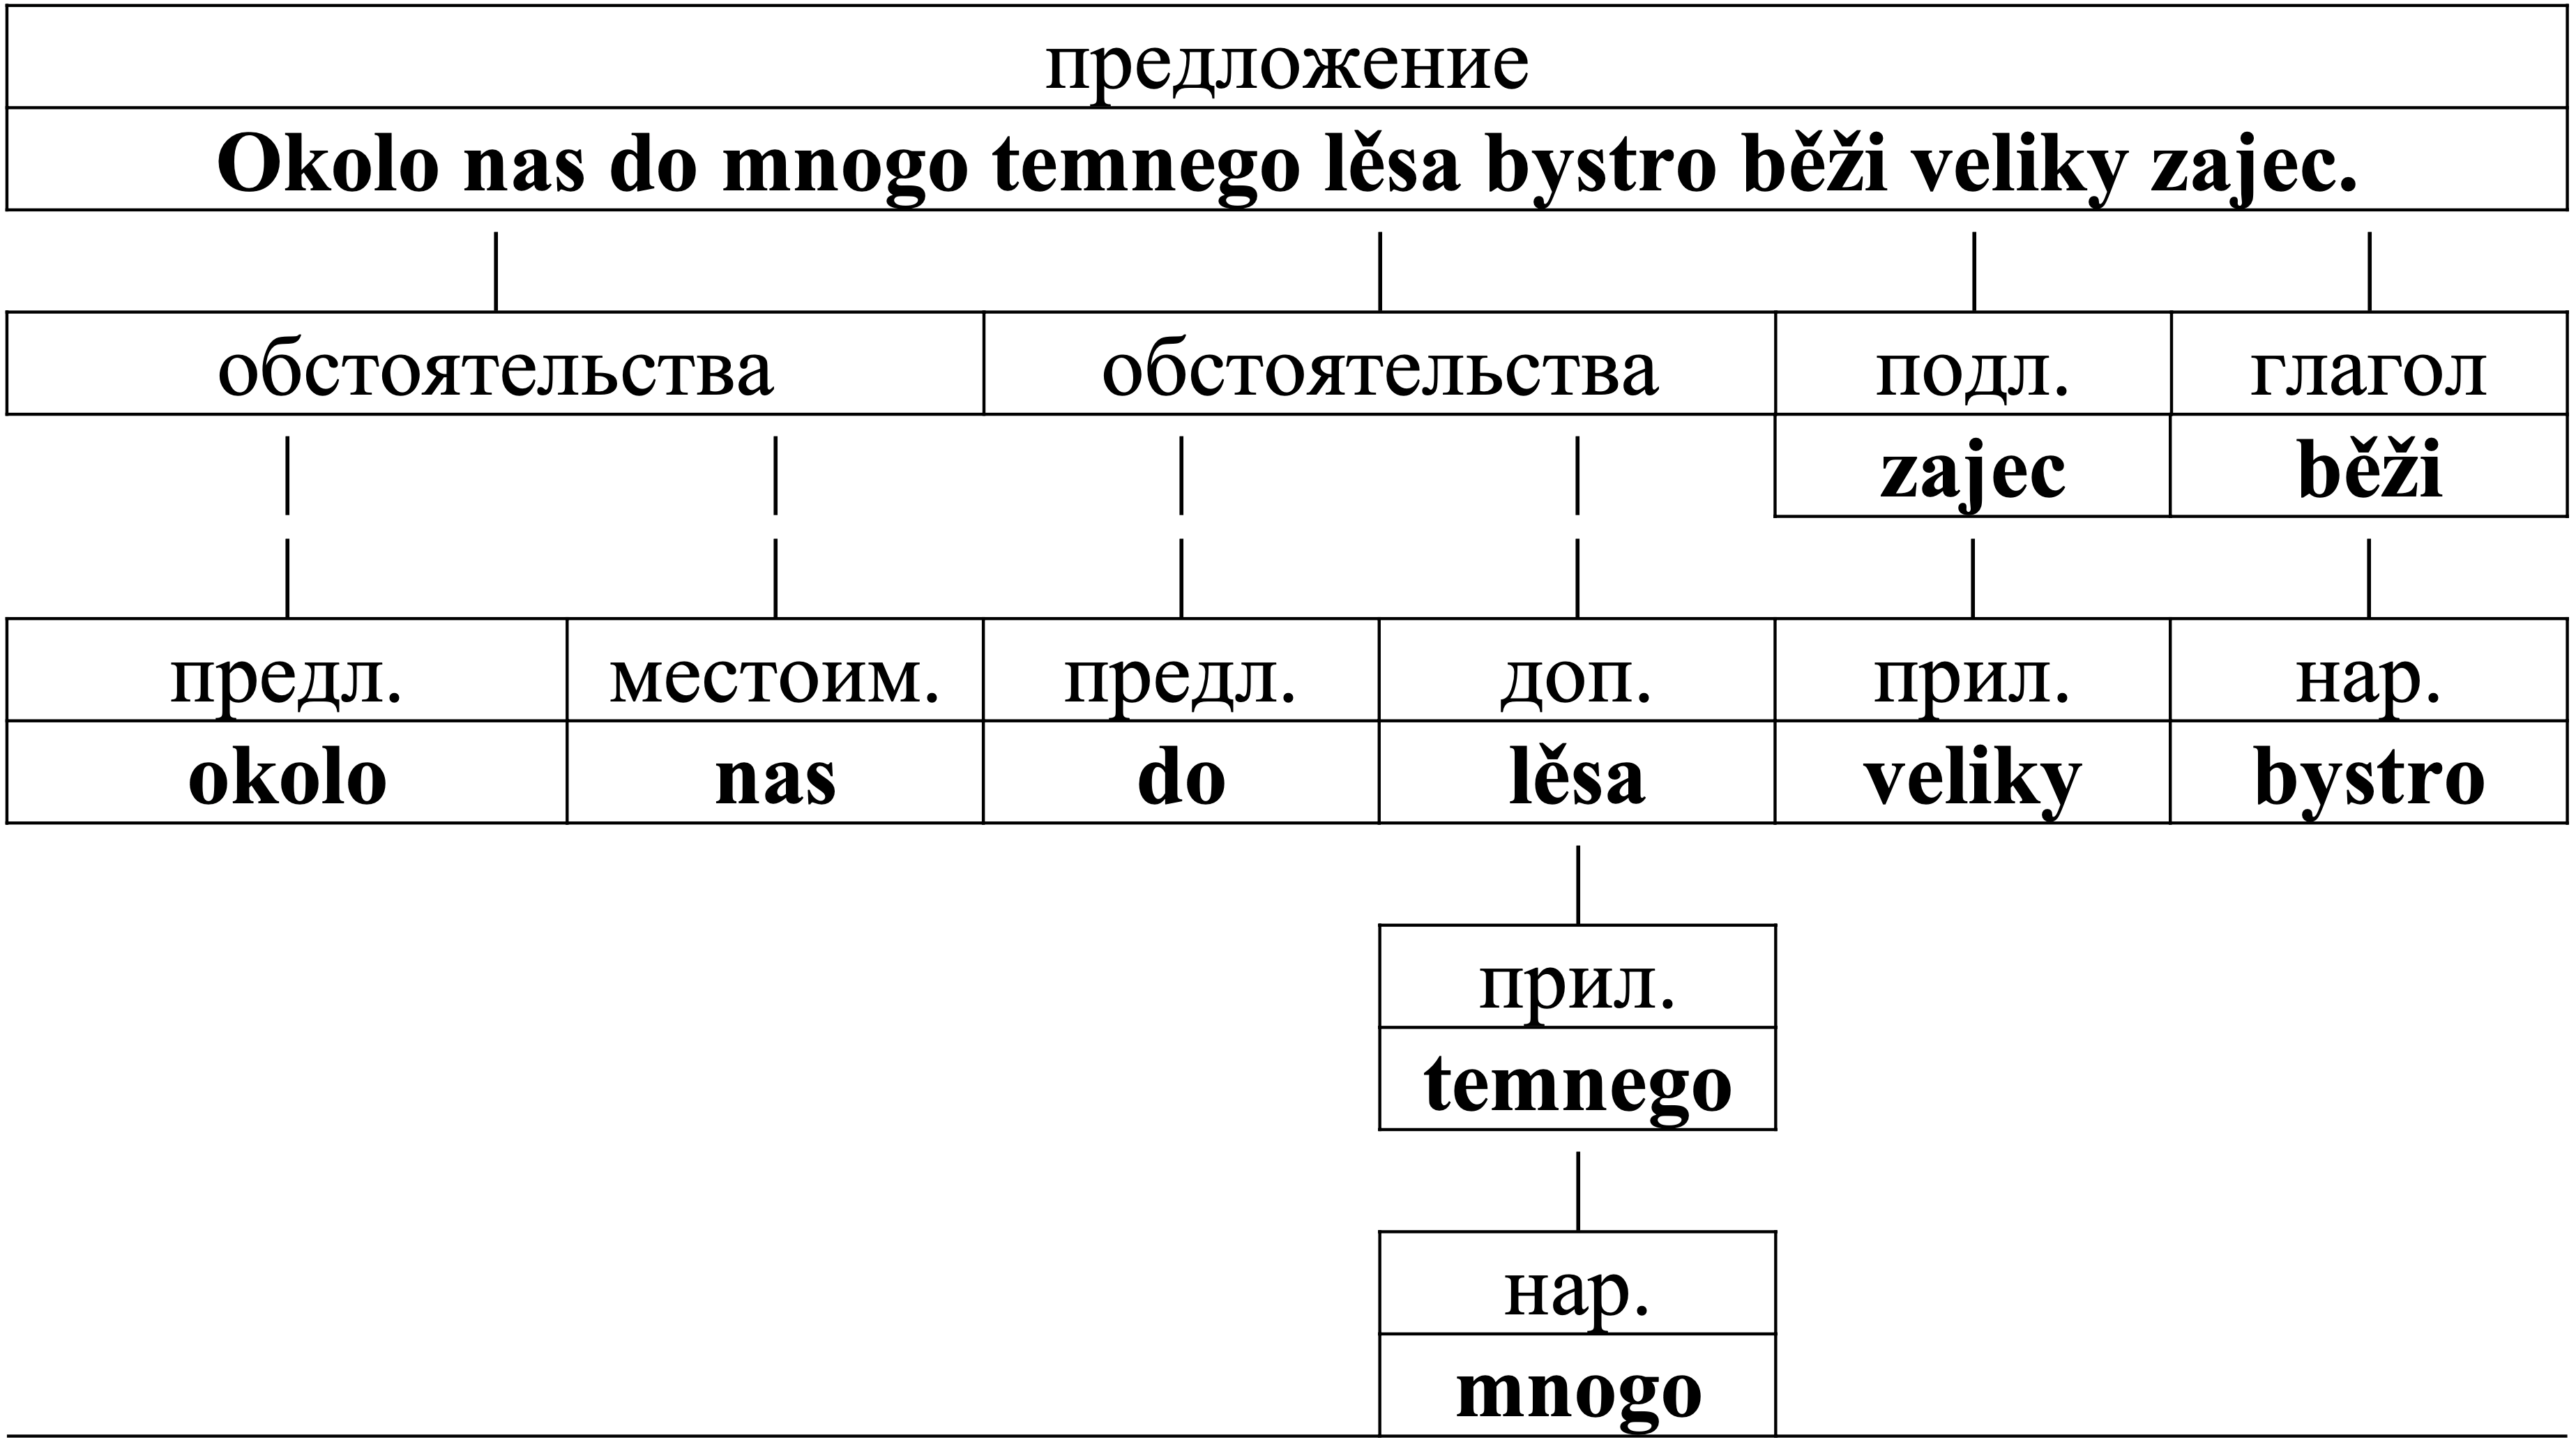 предложение
Okolo nas do mnogo temnego lěsa bystro běži veliky zajec.
обстоятельства обстоятельства подл. глагол
zajec běži
предл. местоим. предл. доп. прил. нар.
okolo nas do lěsa veliky bystro
прил.
temnego
нар.
mnogo